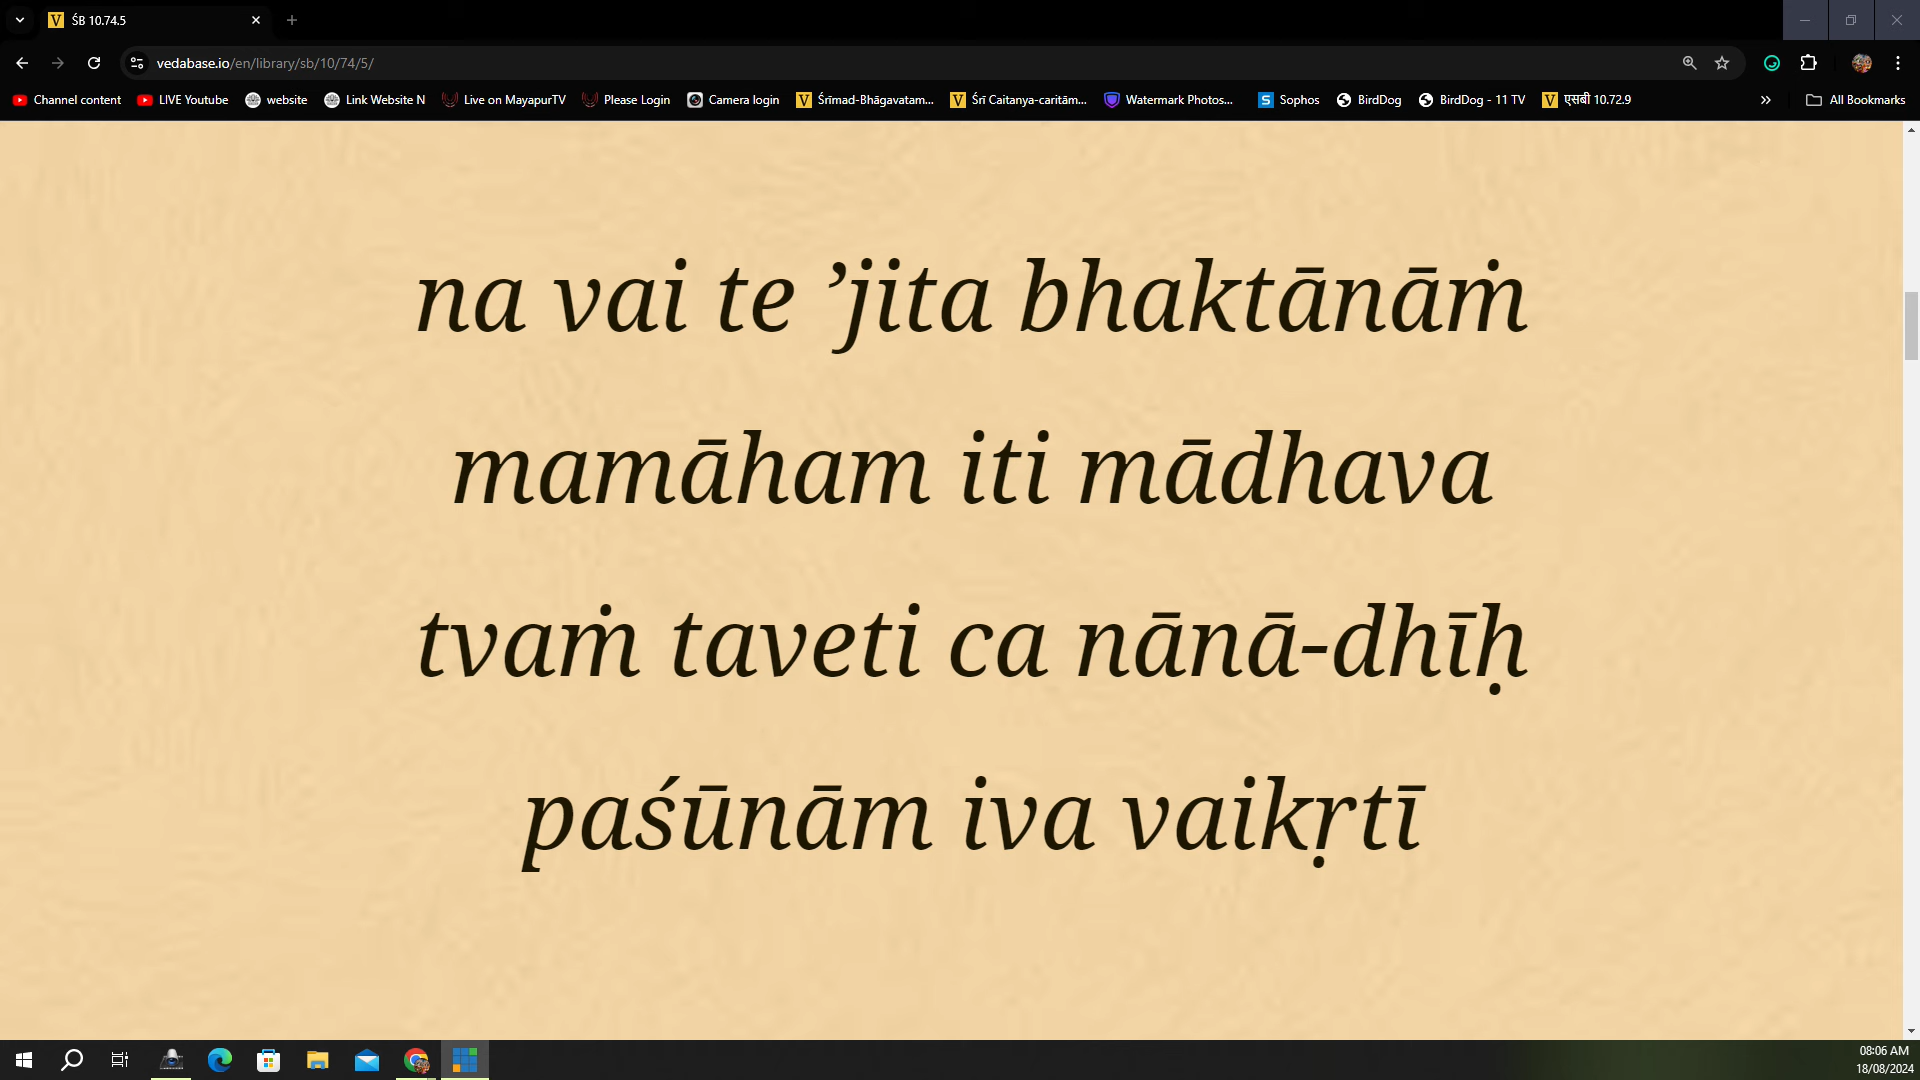 ŚB 10.74.5
vedabase.io/en/library/sb/10/74/5/
Channel content LIVE Youtube website Link Website N Live on MayapurTV Please Login Camera login Śrīmad-Bhāgavatam... Śrī Caitanya-caritām... Watermark Photos... Sophos BirdDog BirdDog - 11 TV एसबी 10.72.9 » All Bookmarks
na vai te ’jita bhaktānāṁ
mamāham iti mādhava
tvaṁ taveti ca nānā-dhīḥ
paśūnām iva vaikṛtī
08:06 AM
18/08/2024